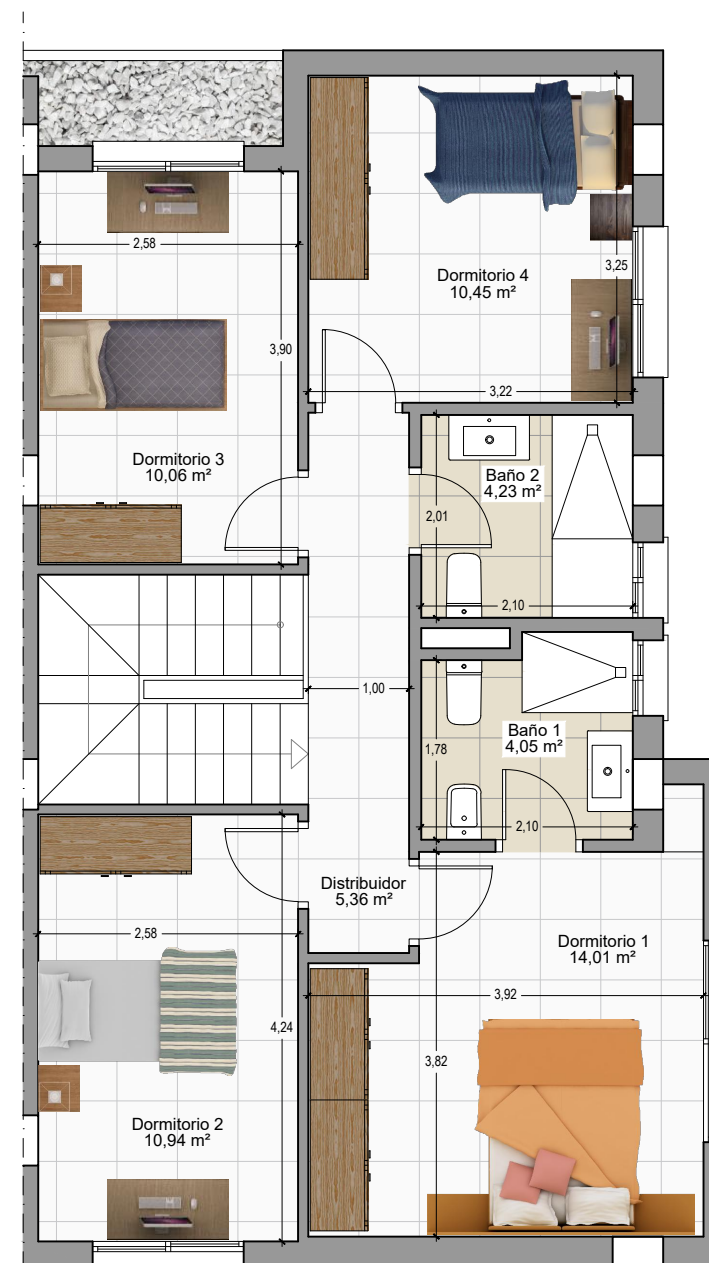 2,58
3,90
Dormitorio 4
10,45 m²
3,25
3,22
Dormitorio 3
10,06 m²
Baño 2
4,23 m²
2,01
2,10
1,00
Baño 1
4,05 m²
1,78
2,10
Distribuidor
5,36 m²
2,58
4,24
Dormitorio 1
14,01 m²
3,92
3,82
Dormitorio 2
10,94 m²